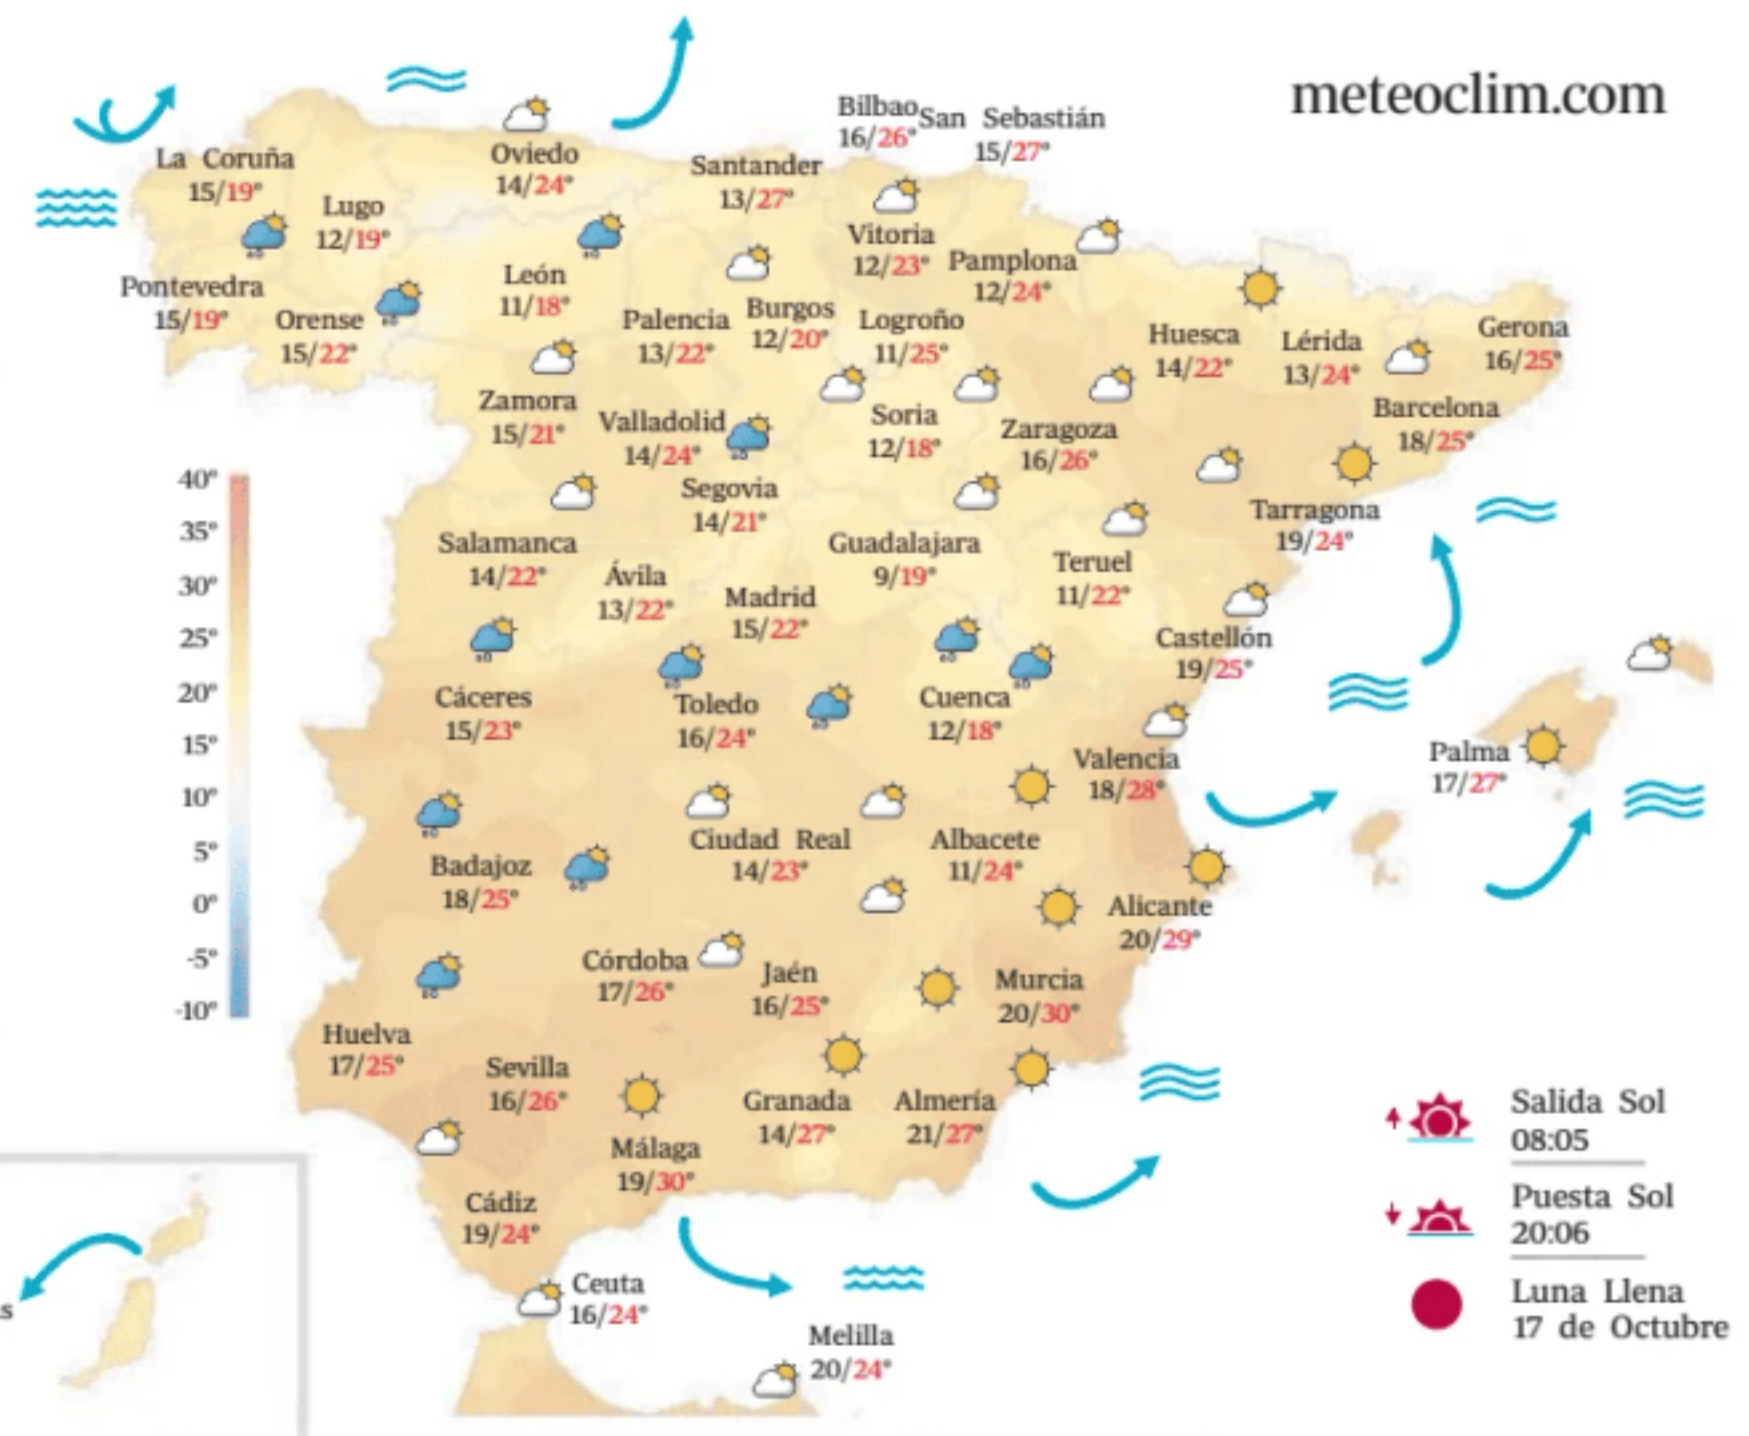 meteoclim.com
Bilbao
16/26°
San Sebastián
15/27°
La Coruña
15/19°
Oviedo
14/24°
Santander
13/27°
Lugo
12/19°
Vitoria
12/23°
Pamplona
12/24°
Pontevedra
15/19°
León
11/18°
Orense
15/22°
Palencia
13/22°
Burgos
12/20°
Logroño
11/25°
Huesca
14/22°
Lérida
13/24°
Gerona
16/25°
Zamora
15/21°
Valladolid
14/24°
Soria
12/18°
Zaragoza
16/26°
Barcelona
18/25°
Segovia
14/21°
Tarragona
19/24°
Salamanca
14/22°
Ávila
13/22°
Madrid
15/22°
Guadalajara
9/19°
Teruel
11/22°
Castellón
19/25°
Cáceres
15/23°
Toledo
16/24°
Cuenca
12/18°
Valencia
18/28°
Palma
17/27°
Badajoz
18/25°
Ciudad Real
14/23°
Albacete
11/24°
Alicante
20/29°
Córdoba
17/26°
Jaén
16/25°
Murcia
20/30°
Huelva
17/25°
Sevilla
16/26°
Granada
14/27°
Almería
21/27°
Málaga
19/30°
Cádiz
19/24°
Ceuta
16/24°
Melilla
20/24°
40°
35°
30°
25°
20°
15°
10°
5°
0°
-5°
-10°
Salida Sol
08:05
Puesta Sol
20:06
Luna Llena
17 de Octubre